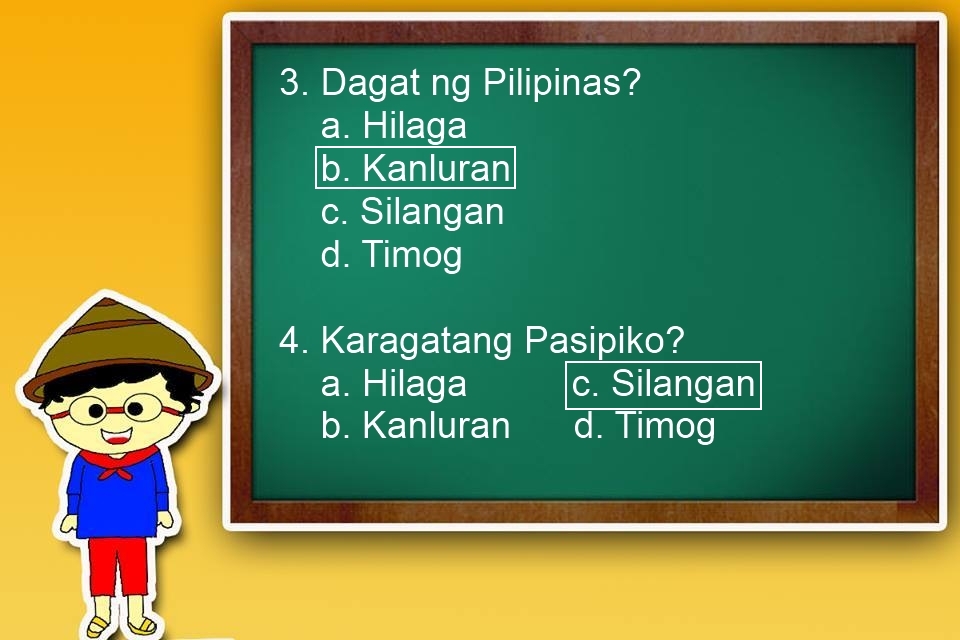 3. Dagat ng Pilipinas?
a. Hilaga
b. Kanluran
c. Silangan
d. Timog
4. Karagatang Pasipiko?
a. Hilaga c. Silangan
b. Kanluran d. Timog